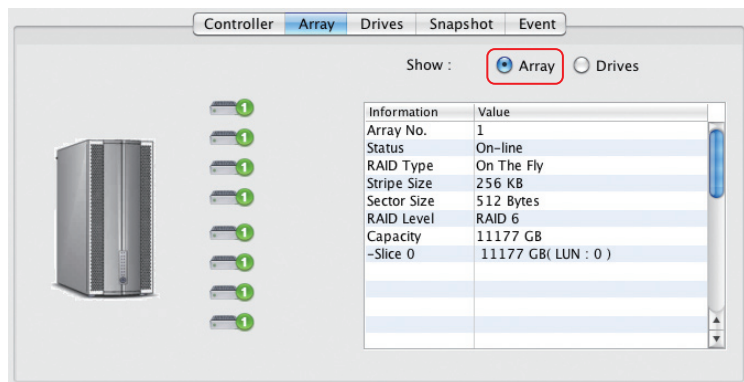 Controller Array Drives Snapshot Event
Show : Array Drives
1
1
1
1
1
1
1
1
Information Value
Array No. 1
Status On-line
RAID Type On The Fly
Stripe Size 256 KB
Sector Size 512 Bytes
RAID Level RAID 6
Capacity 11177 GB
-Slice 0 11177 GB( LUN : 0 )